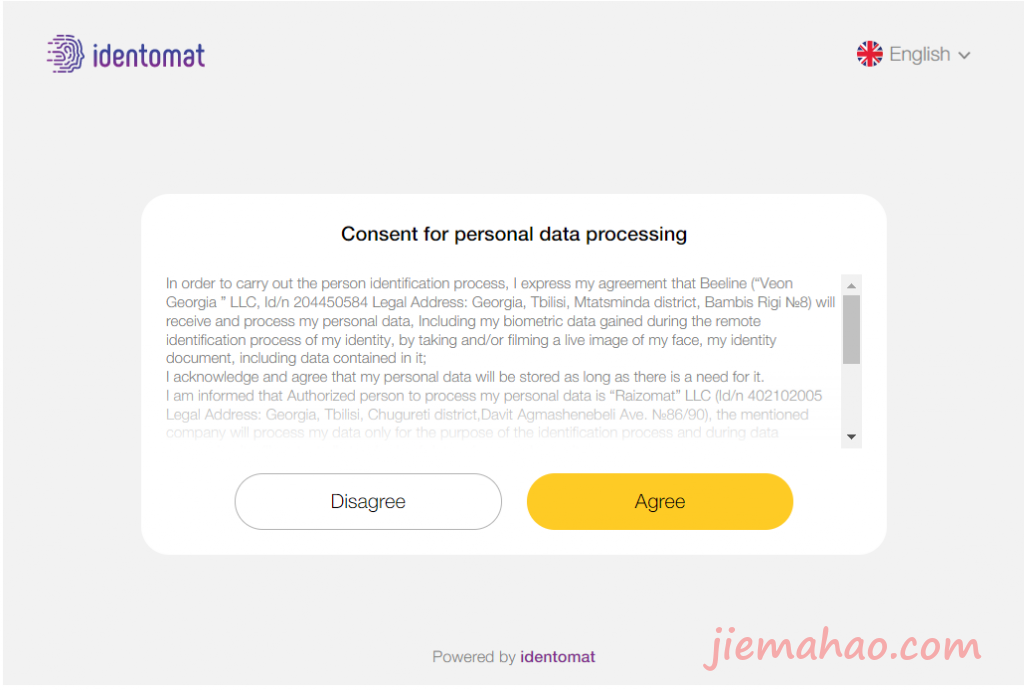 identomat
English
Consent for personal data processing
In order to carry out the person identification process, I express my agreement that Beeline (“Veon
Georgia ” LLC, Id/n 204450584 Legal Address: Georgia, Tbilisi, Mtatsminda district, Bambis Rigi №8) will
receive and process my personal data, Including my biometric data gained during the remote
identification process of my identity, by taking and/or filming a live image of my face, my identity
document, including data contained in it;
I acknowledge and agree that my personal data will be stored as long as there is a need for it.
I am informed that Authorized person to process my personal data is “Raizomat” LLC (Id/n 402102005
Legal Address: Georgia, Tbilisi, Chugureti district,Davit Agmashenebeli Ave. №86/90), the mentioned
company will process my data only for the purpose of the identification process and during data
Disagree
Agree
Powered by identomat
jiemahao.com